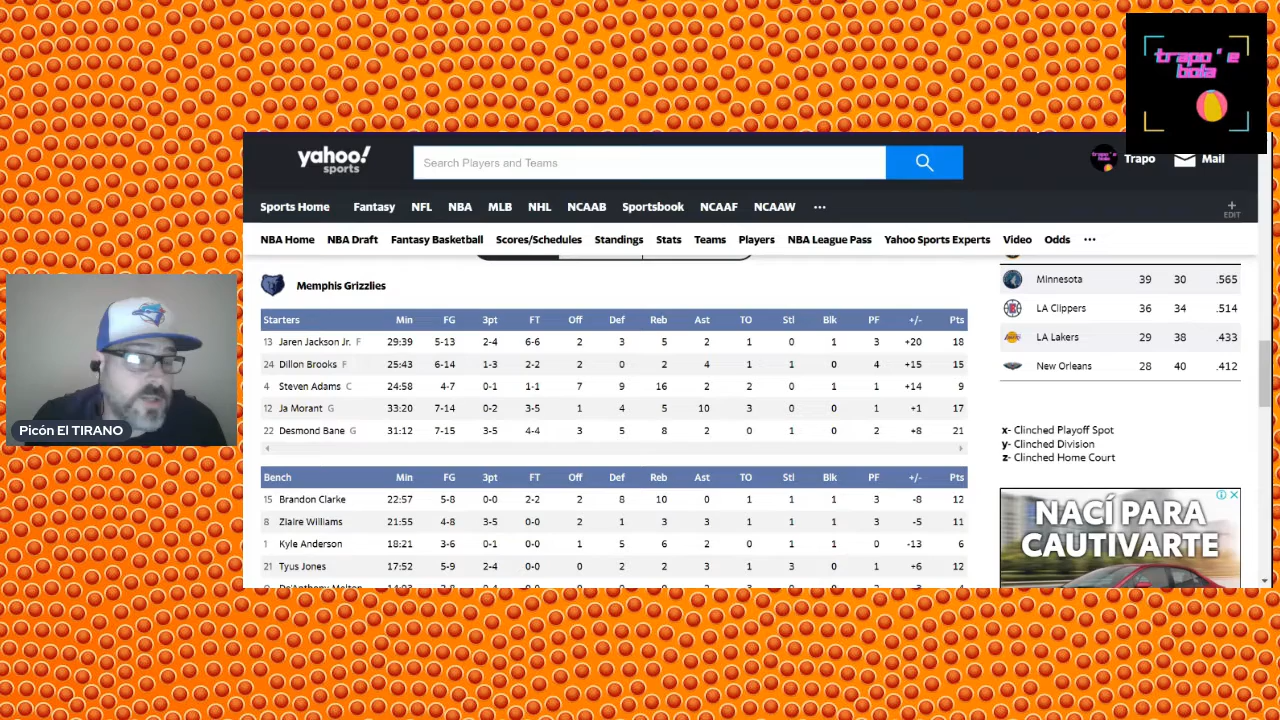 trapo'e
bola
yahoo!
sports
Search Players and Teams
Trapo
Mail
Sports Home Fantasy NFL NBA MLB NHL NCAAB Sportsbook NCAAF NCAAW ...
+
EDIT
NBA Home NBA Draft Fantasy Basketball Scores/Schedules Standings Stats Teams Players NBA League Pass Yahoo Sports Experts Video Odds ...
Memphis Grizzlies
Starters Min FG 3pt FT Off Def Reb Ast TO Stl Blk PF +/- Pts
13 Jaren Jackson Jr. F 29:39 5-13 2-4 6-6 2 3 5 2 1 0 1 3 +20 18
24 Dillon Brooks F 25:43 6-14 1-3 2-2 2 0 2 4 1 1 0 4 +15 15
4 Steven Adams C 24:58 4-7 0-1 1-1 7 9 16 2 2 0 1 1 +14 9
12 Ja Morant G 33:20 7-14 0-2 3-5 1 4 5 10 3 0 0 1 +1 17
22 Desmond Bane G 31:12 7-15 3-5 4-4 3 5 8 2 0 1 0 2 +8 21
Bench Min FG 3pt FT Off Def Reb Ast TO Stl Blk PF +/- Pts
15 Brandon Clarke 22:57 5-8 0-0 2-2 2 8 10 0 1 1 1 3 -8 12
8 Ziaire Williams 21:55 4-8 3-5 0-0 2 1 3 3 1 1 1 3 -5 11
1 Kyle Anderson 18:21 3-6 0-1 0-0 1 5 6 2 0 1 1 0 -13 6
21 Tyus Jones 17:52 5-9 2-4 0-0 0 2 2 3 1 3 0 1 +6 12
De'Anthony Melton
Minnesota 39 30 .565
LA Clippers 36 34 .514
LA Lakers 29 38 .433
New Orleans 28 40 .412
x- Clinched Playoff Spot
y- Clinched Division
z- Clinched Home Court
NACÍ PARA
CAUTIVARTE
Picón El TIRANO